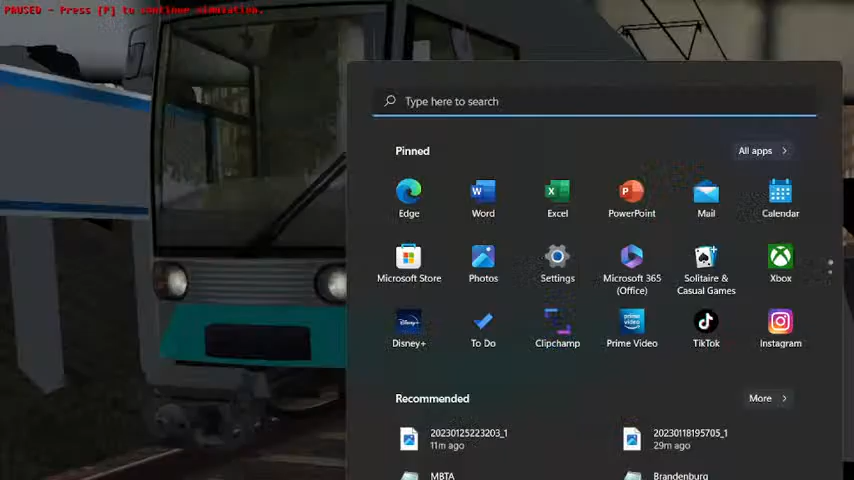 PAUSED - Press [P] to continue simulation.
Type here to search
Pinned
All apps
Edge
Word
Excel
PowerPoint
Mail
Calendar
Microsoft Store
Photos
Settings
Microsoft 365
(Office)
Solitaire &
Casual Games
Xbox
Disney+
To Do
Clipchamp
Prime Video
TikTok
Instagram
Recommended
More
20230125223203_1
11m ago
20230118195705_1
29m ago
MBTA
Brandenburg